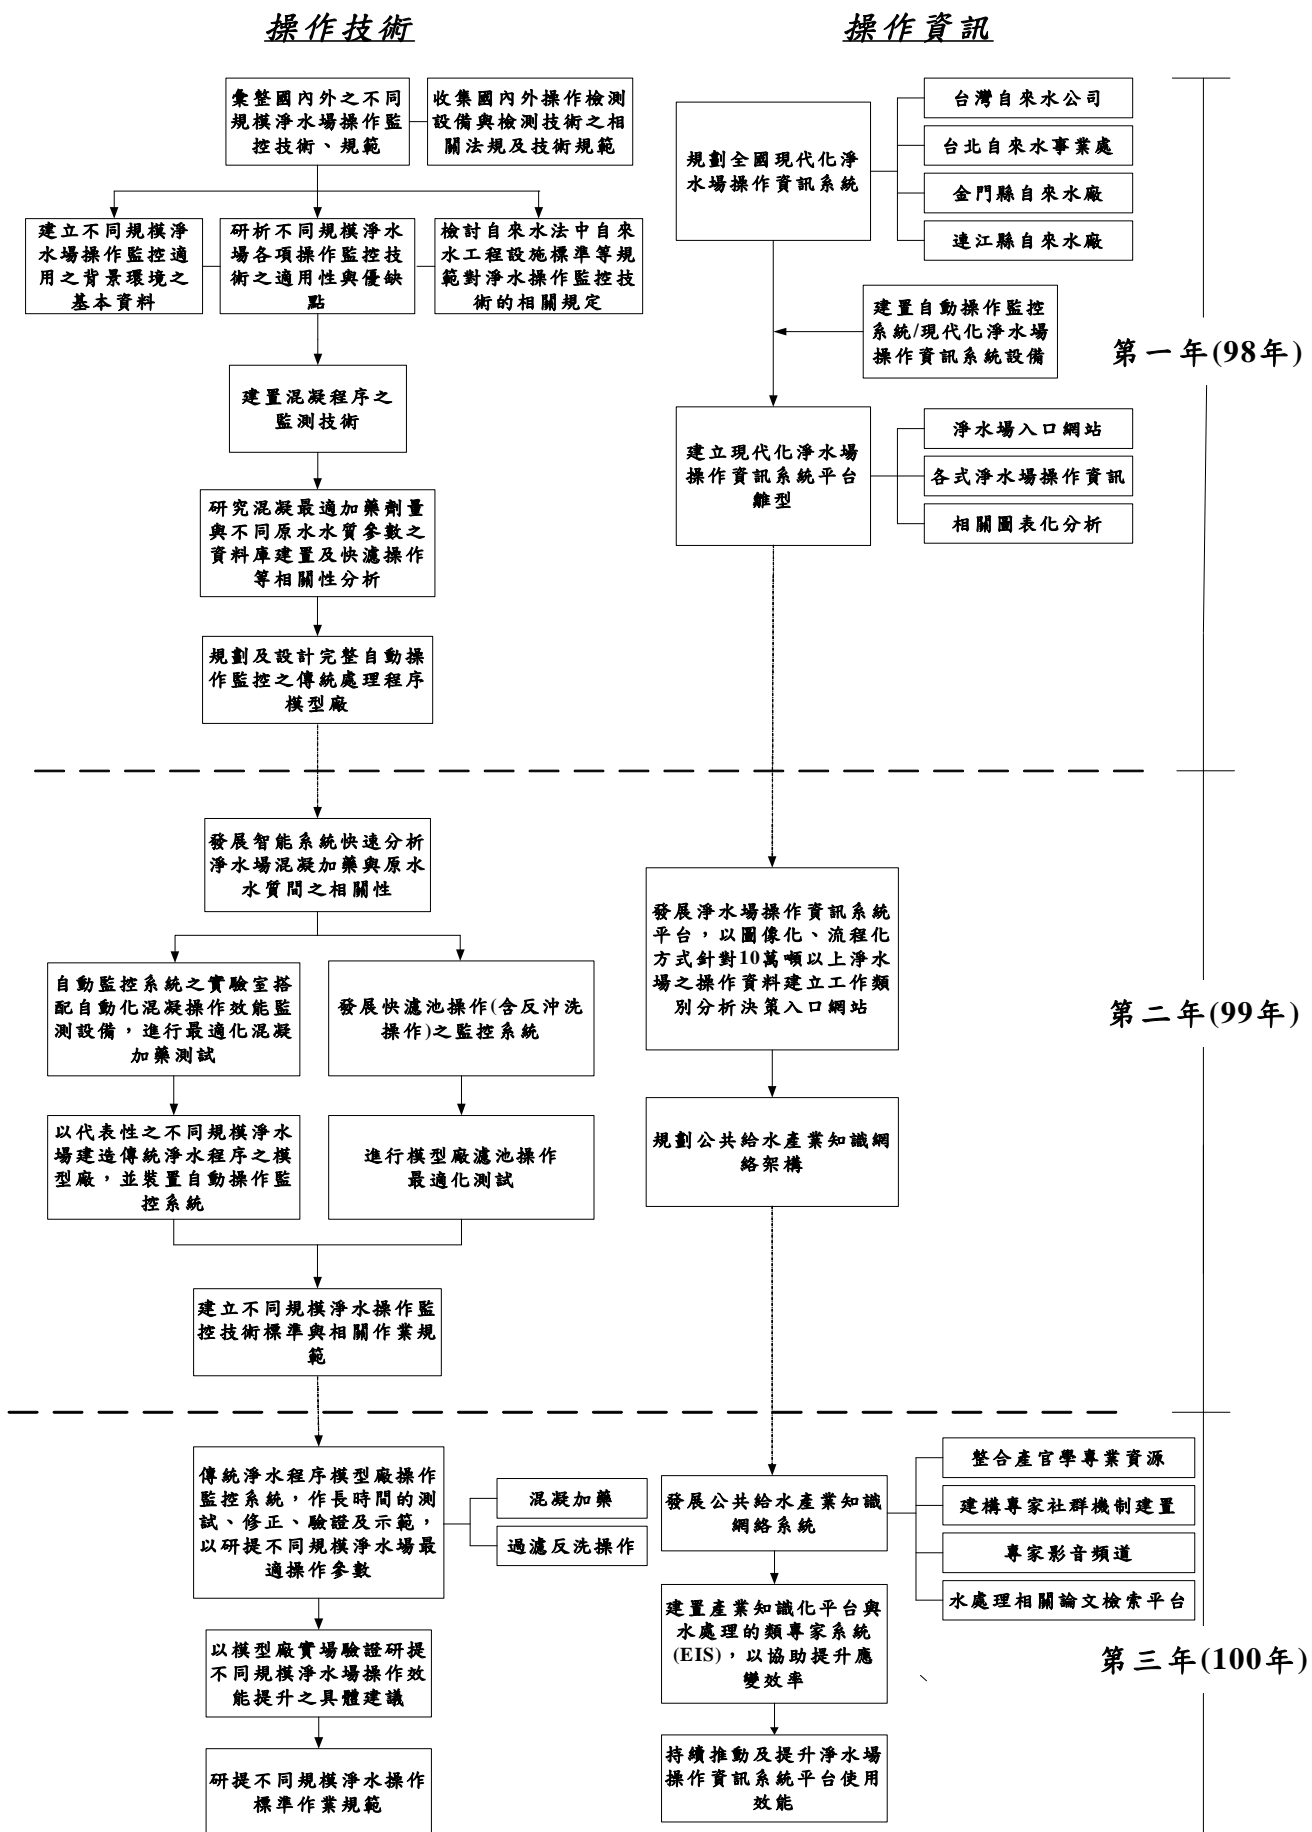 操作技術
操作資訊
彙整國內外之不同
規模淨水場操作監
控技術、規範
收集國內外操作檢測
設備與檢測技術之相
關法規及技術規範
建立不同規模淨
水場操作監控適
用之背景環境之
基本資料
研析不同規模淨水
場各項操作監控技
術之適用性與優缺
點
檢討自來水法中自來
水工程設施標準等規
範對淨水操作監控技
術的相關規定
建置混凝程序之
監測技術
研究混凝最適加藥劑量
與不同原水水質參數之
資料庫建置及快濾操作
等相關性分析
規劃及設計完整自動操
作監控之傳統處理程序
模型廠
規劃全國現代化淨
水場操作資訊系統
台灣自來水公司
台北自來水事業處
金門縣自來水廠
連江縣自來水廠
建置自動操作監控
系統/現代化淨水場
操作資訊系統設備
建立現代化淨水場
操作資訊系統平台
雛型
淨水場入口網站
各式淨水場操作資訊
相關圖表化分析
第一年(98年)
發展智能系統快速分析
淨水場混凝加藥與原水
水質間之相關性
自動監控系統之實驗室搭
配自動化混凝操作效能監
測設備，進行最適化混凝
加藥測試
發展快濾池操作(含反沖洗
操作)之監控系統
以代表性之不同規模淨水
場建造傳統淨水程序之模
型廠，並裝置自動操作監
控系統
進行模型廠濾池操作
最適化測試
建立不同規模淨水操作監
控技術標準與相關作業規
範
發展淨水場操作資訊系統
平台，以圖像化、流程化
方式針對10萬噸以上淨水
場之操作資料建立工作類
別分析決策入口網站
規劃公共給水產業知識網
絡架構
第二年(99年)
傳統淨水程序模型廠操作
監控系統，作長時間的測
試、修正、驗證及示範，
以研提不同規模淨水場最
適操作參數
混凝加藥
過濾反洗操作
以模型廠實場驗證研提
不同規模淨水場操作效
能提升之具體建議
研提不同規模淨水操作
標準作業規範
發展公共給水產業知識
網絡系統
整合產官學專業資源
建構專家社群機制建置
專家影音頻道
水處理相關論文檢索平台
建置產業知識化平台與
水處理的類專家系統
(EIS)，以協助提升應
變效率
持續推動及提升淨水場
操作資訊系統平台使用
效能
第三年(100年)